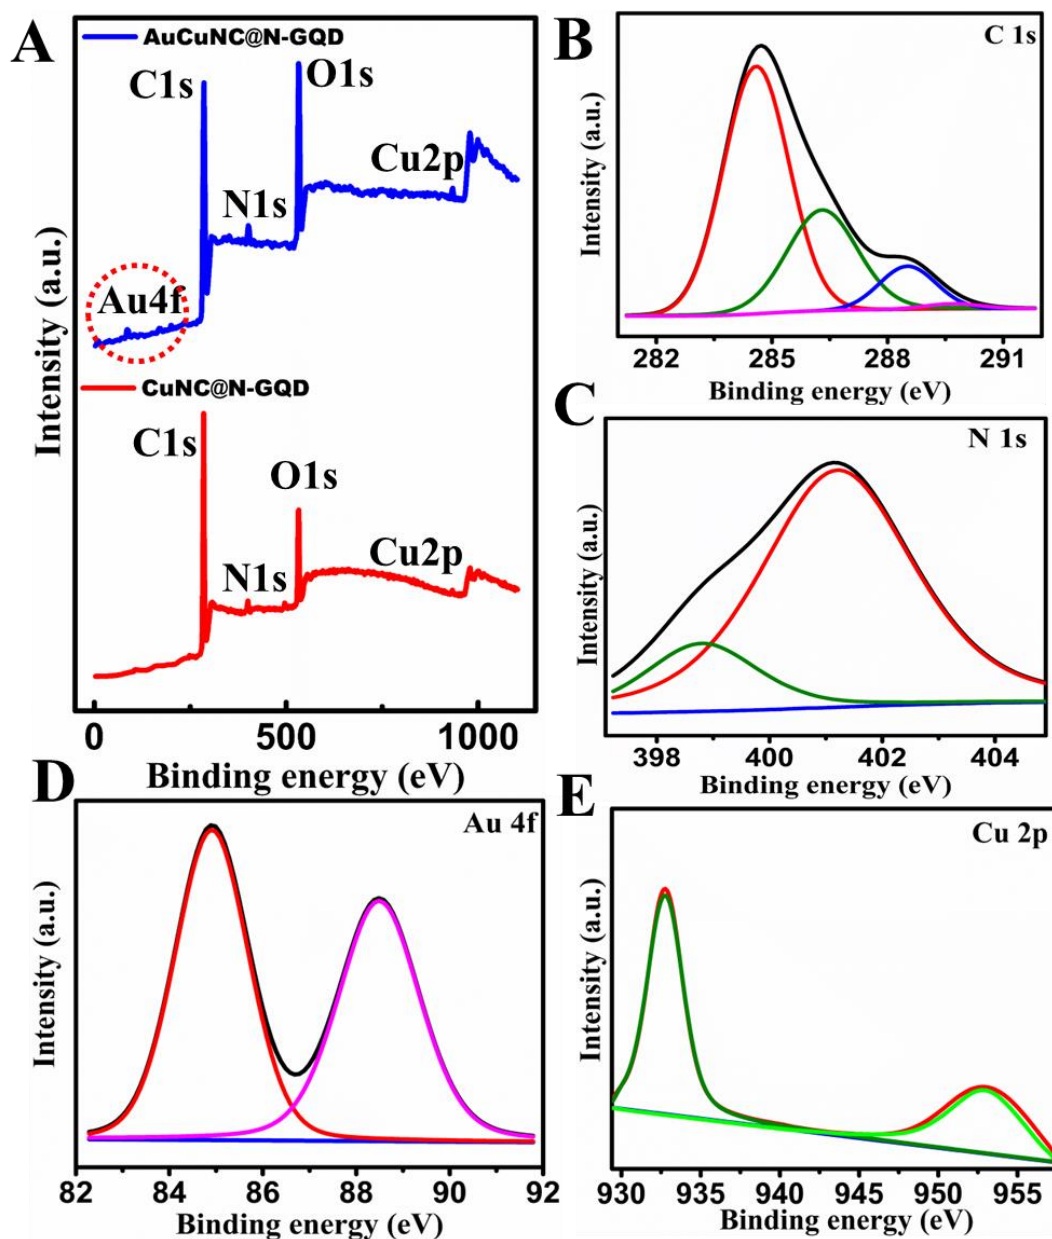 A
AuCuNC@N-GQD
C1s
O1s
Cu2p
N1s
Au4f
CuNC@N-GQD
C1s
O1s
N1s
Cu2p
Intensity (a.u.)
0 500 1000
Binding energy (eV)
B
C 1s
Intensity (a.u.)
282 285 288 291
Binding energy (eV)
C
N 1s
Intensity (a.u.)
398 400 402 404
Binding energy (eV)
D
Au 4f
Intensity (a.u.)
82 84 86 88 90 92
Binding energy (eV)
E
Cu 2p
Intensity (a.u.)
930 935 940 945 950 955
Binding energy (eV)